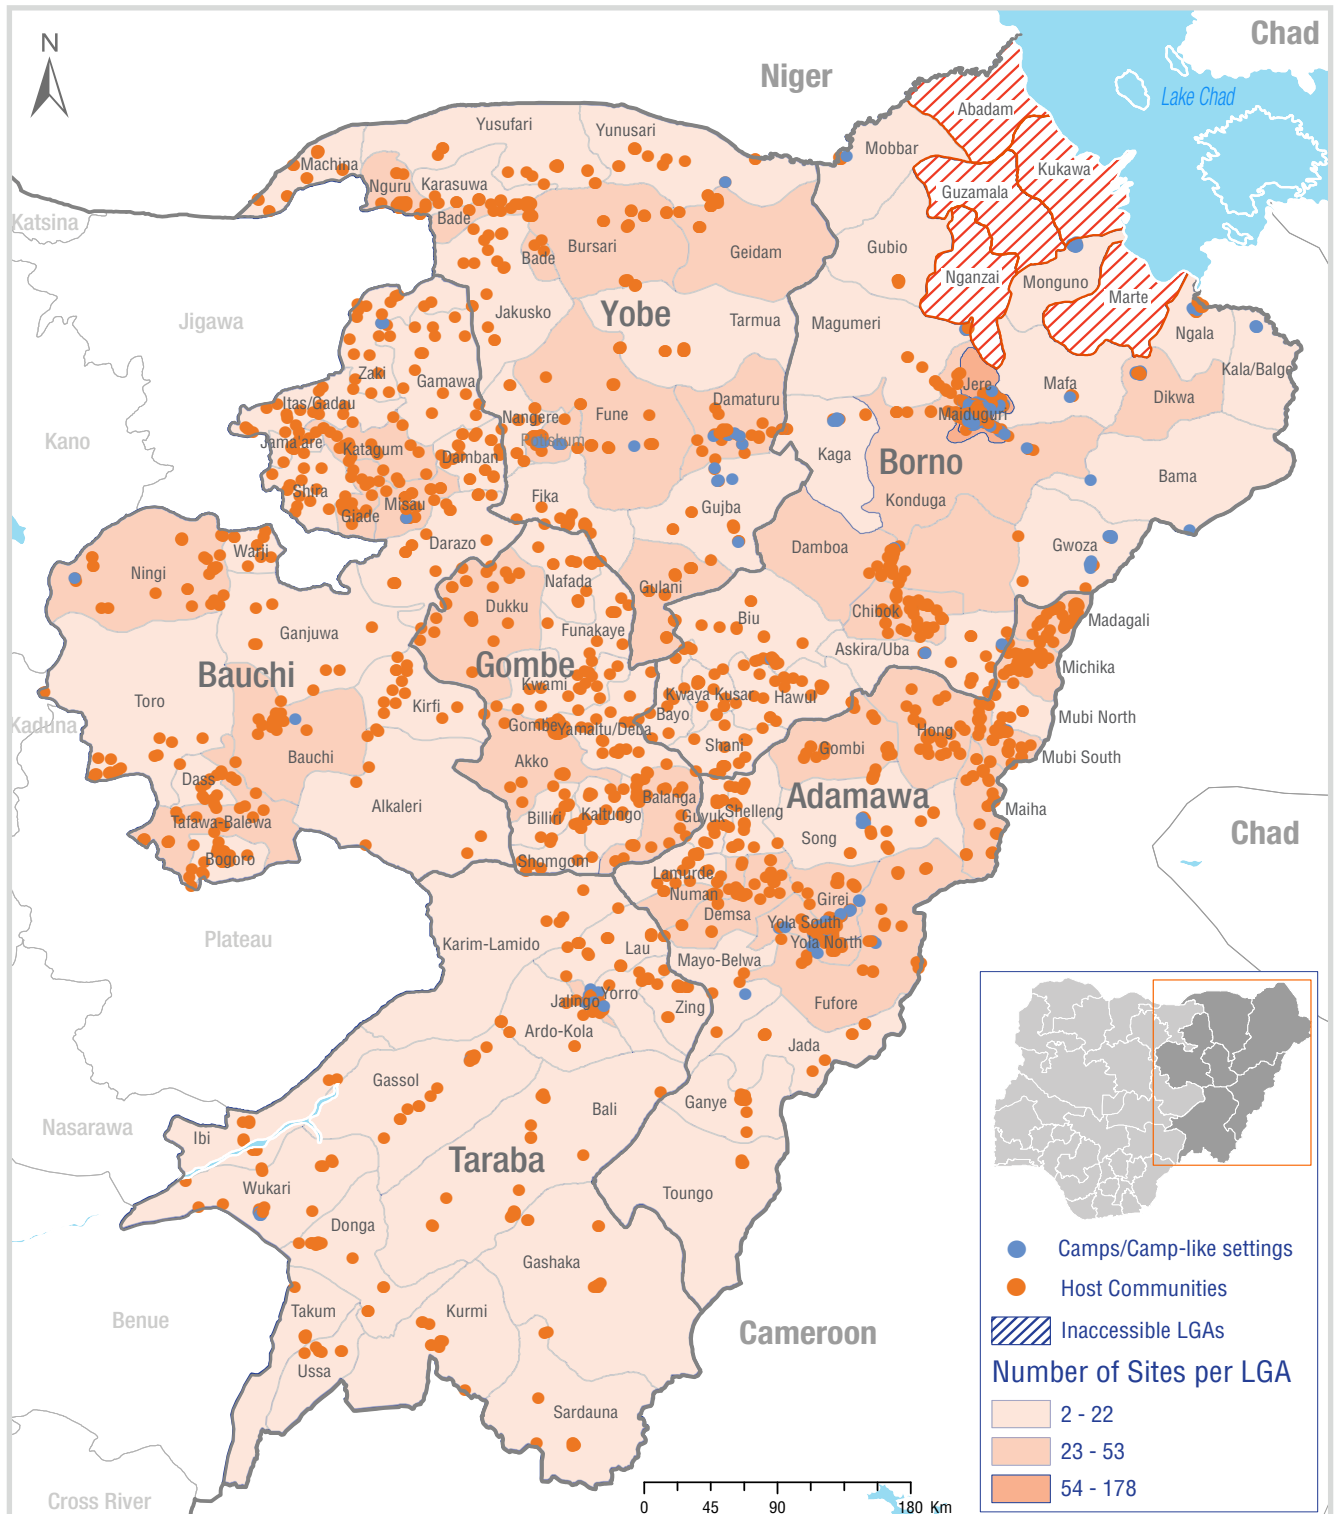 Chad
N
Niger
Lake Chad
Abadam
Yusufari
Yunusari
Mobbar
Machina
Kukawa
Nguru
Karasuwa
Guzamala
Katsina
Bade
Bursari
Gubio
Bade
Geidam
Nganzai
Monguno
Marte
Jigawa
Jakusko
Yobe
Tarmua
Magumeri
Ngala
Zaki
Gamawa
Kala/Balge
Jere
Mafa
Itas/Gadau
Nangere
Fune
Damaturu
Dikwa
Maiduguri
Kano
Jama'are
Katagum
Potiskum
Damban
Kaga
Borno
Bama
Shira
Fika
Misau
Konduga
Giade
Gujba
Darazo
Warji
Damboa
Gwoza
Ningi
Nafada
Gulani
Dukku
Chibok
Biu
Madagali
Ganjuwa
Funakaye
Askira/Uba
Bauchi
Gombe
Michika
Kwami
Toro
Kirfi
Kwaya Kusar
Hawul
Bayo
Mubi North
Kaduna
Gombe
Yamaltu/Deba
Hong
Shani
Gombi
Bauchi
Mubi South
Akko
Dass
Adamawa
Balanga
Alkaleri
Billiri
Kaltungo
Guyuk
Shelleng
Maiha
Tafawa-Balewa
Song
Chad
Bogoro
Shomgom
Lamurde
Numan
Girei
Demsa
Yola South
Plateau
Karim-Lamido
Lau
Yola North
Mayo-Belwa
Jalingo
Yorro
Zing
Fufore
Ardo-Kola
Jada
Gassol
Bali
Ganye
Nasarawa
Ibi
Taraba
Wukari
Toungo
Donga
Gashaka
Takum
Kurmi
Benue
Cameroon
Ussa
Sardauna
Cross River
0 45 90 180 Km
Camps/Camp-like settings
Host Communities
Inaccessible LGAs
Number of Sites per LGA
2 - 22
23 - 53
54 - 178